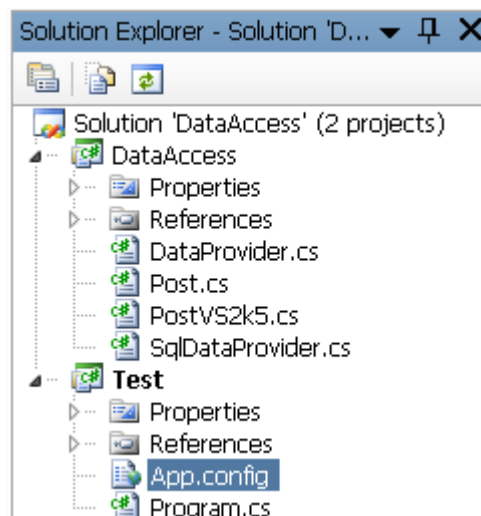 Solution Explorer - Solution 'D...
Solution 'DataAccess' (2 projects)
DataAccess
Properties
References
DataProvider.cs
Post.cs
PostVS2k5.cs
SqlDataProvider.cs
Test
Properties
References
App.config
Program.cs